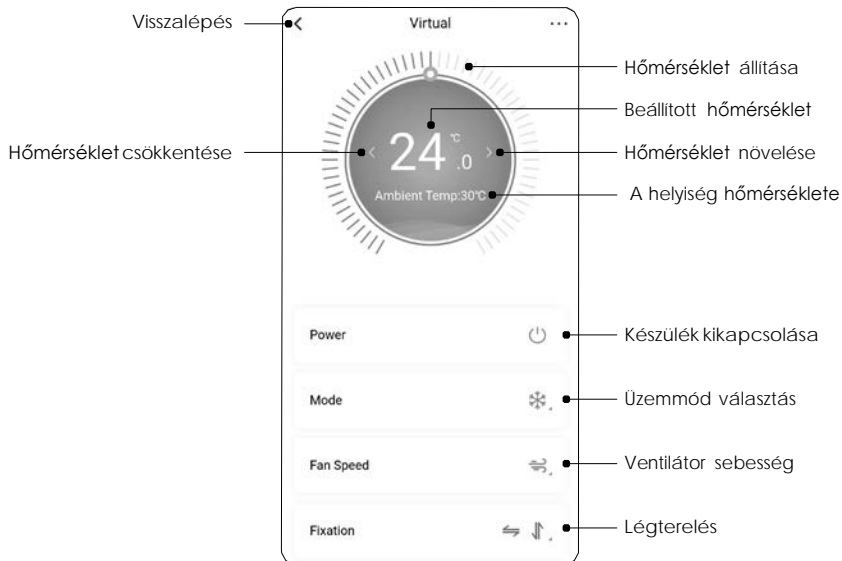 Visszalépés
Virtual
Hőmérséklet állítása
Beállított hőmérséklet
Hőmérséklet csökkentése
24.0 °C
Hőmérséklet növelése
Ambient Temp:30°C
A helyiség hőmérséklete
Power
Készülék kikapcsolása
Mode
Üzemmód választás
Fan Speed
Ventilátor sebesség
Fixation
Légterelés